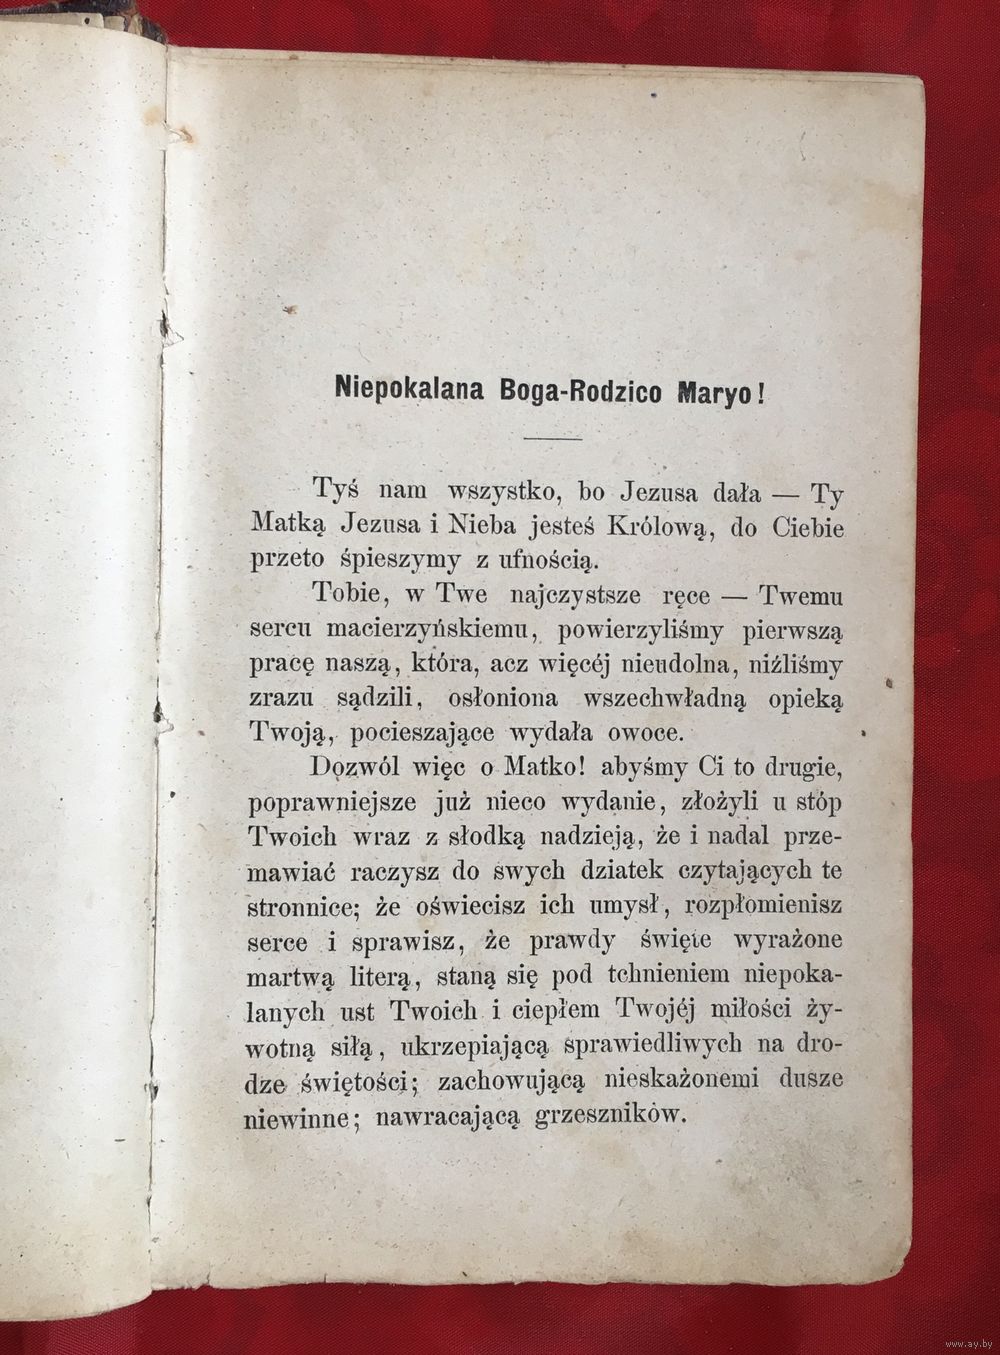 Niepokalana Boga-Rodzico Maryo!
Tyś nam wszystko, bo Jezusa dała — Ty
Matką Jezusa i Nieba jesteś Królową, do Ciebie
przeto śpieszymy z ufnością.
Tobie, w Twe najczystsze ręce — Twemu
sercu macierzyńskiemu, powierzyliśmy pierwszą
pracę naszą, która, acz więcéj nieudolna, niźliśmy
zrazu sądzili, osłoniona wszechwładną opieką
Twoją, pocieszające wydała owoce.
Dozwól więc o Matko! abyśmy Ci to drugie,
poprawniejsze już nieco wydanie, złożyli u stóp
Twoich wraz z słodką nadzieją, że i nadal prze-
mawiać raczysz do swych dziatek czytających te
stronnice; że oświecisz ich umysł, rozpłomienisz
serce i sprawisz, że prawdy święte wyrażone
martwą literą, staną się pod tchnieniem niepoka-
lanych ust Twoich i ciepłem Twojéj miłości ży-
wotną siłą, ukrzepiającą sprawiedliwych na dro-
dze świętości; zachowującą nieskażonemi dusze
niewinne; nawracającą grzeszników.
www.ay.by